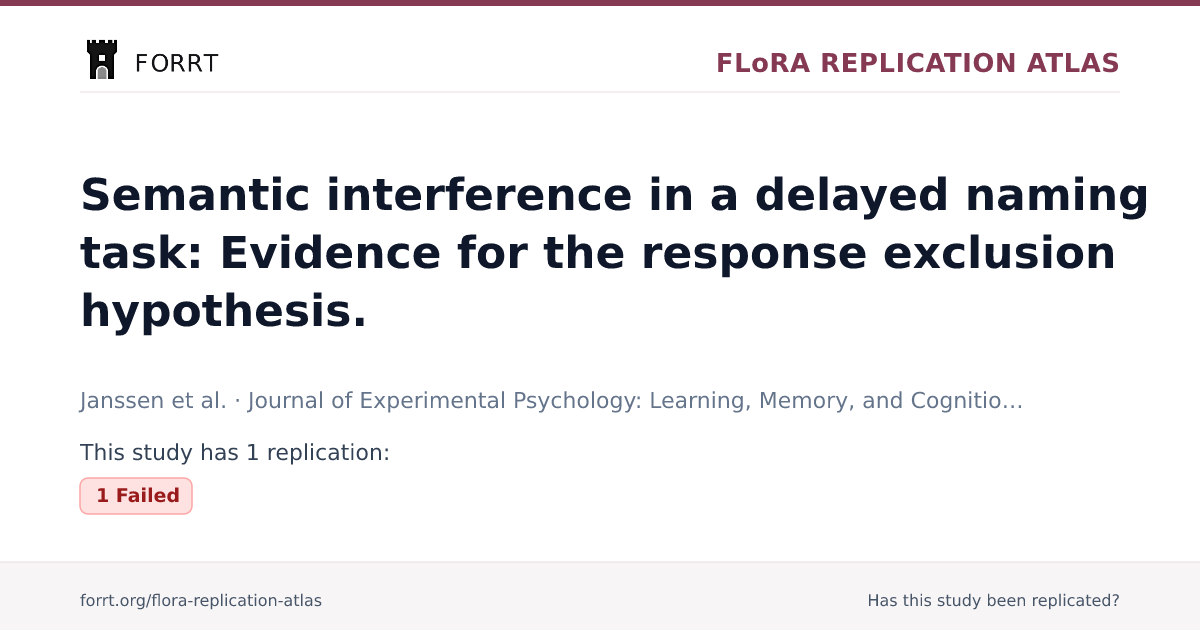 FORRT
FLoRA REPLICATION ATLAS
Semantic interference in a delayed naming
task: Evidence for the response exclusion
hypothesis.
Janssen et al. · Journal of Experimental Psychology: Learning, Memory, and Cognitio...
This study has 1 replication:
1 Failed
forrt.org/flora-replication-atlas
Has this study been replicated?